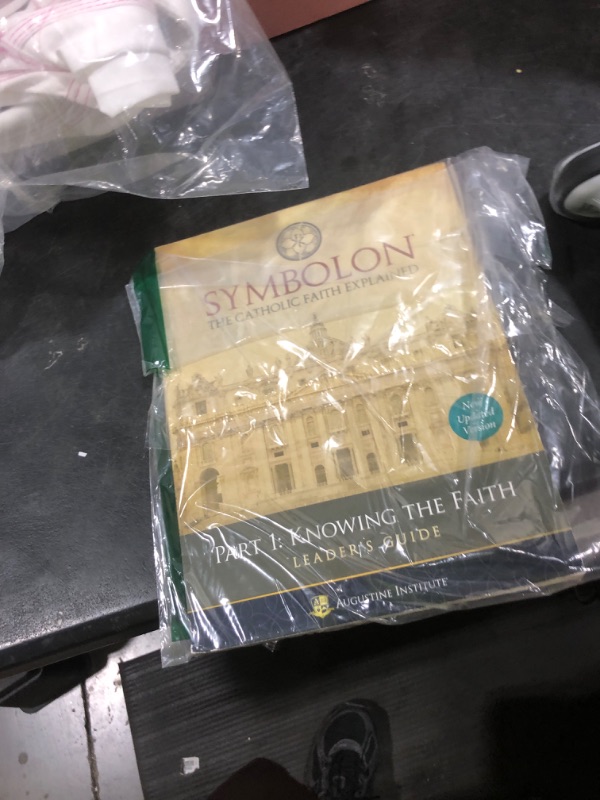 SYMBOLON
THE CATHOLIC FAITH EXPLAINED
New
Updated
Version
PART 1: KNOWING THE FAITH
LEADER'S GUIDE
AUGUSTINE INSTITUTE